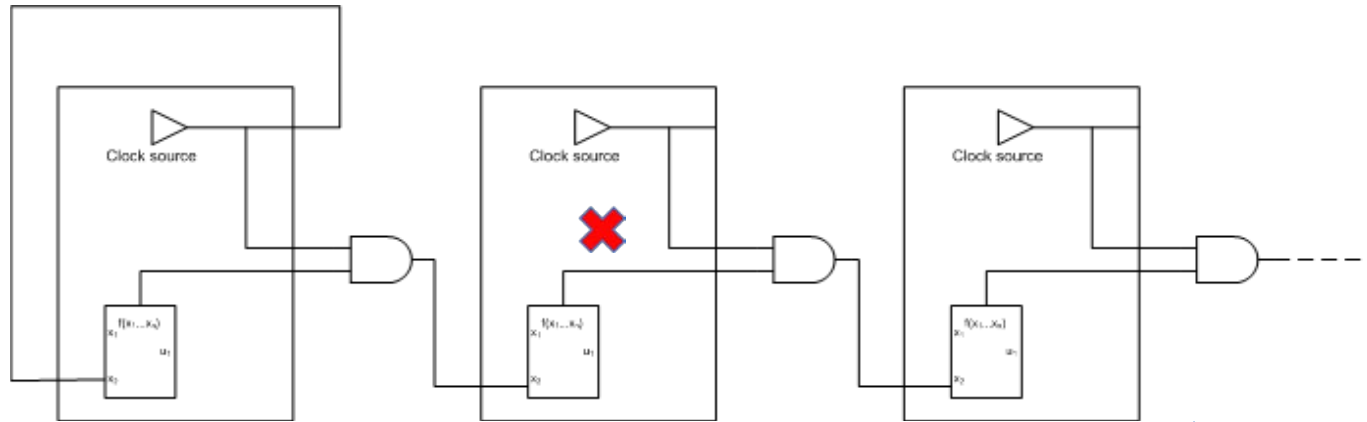 Clock source
f(x₁...xₙ)
x₁
u₁
x₂
Clock source
f(x₁...xₙ)
x₁
u₁
x₂
Clock source
f(x₁...xₙ)
x₁
u₁
x₂